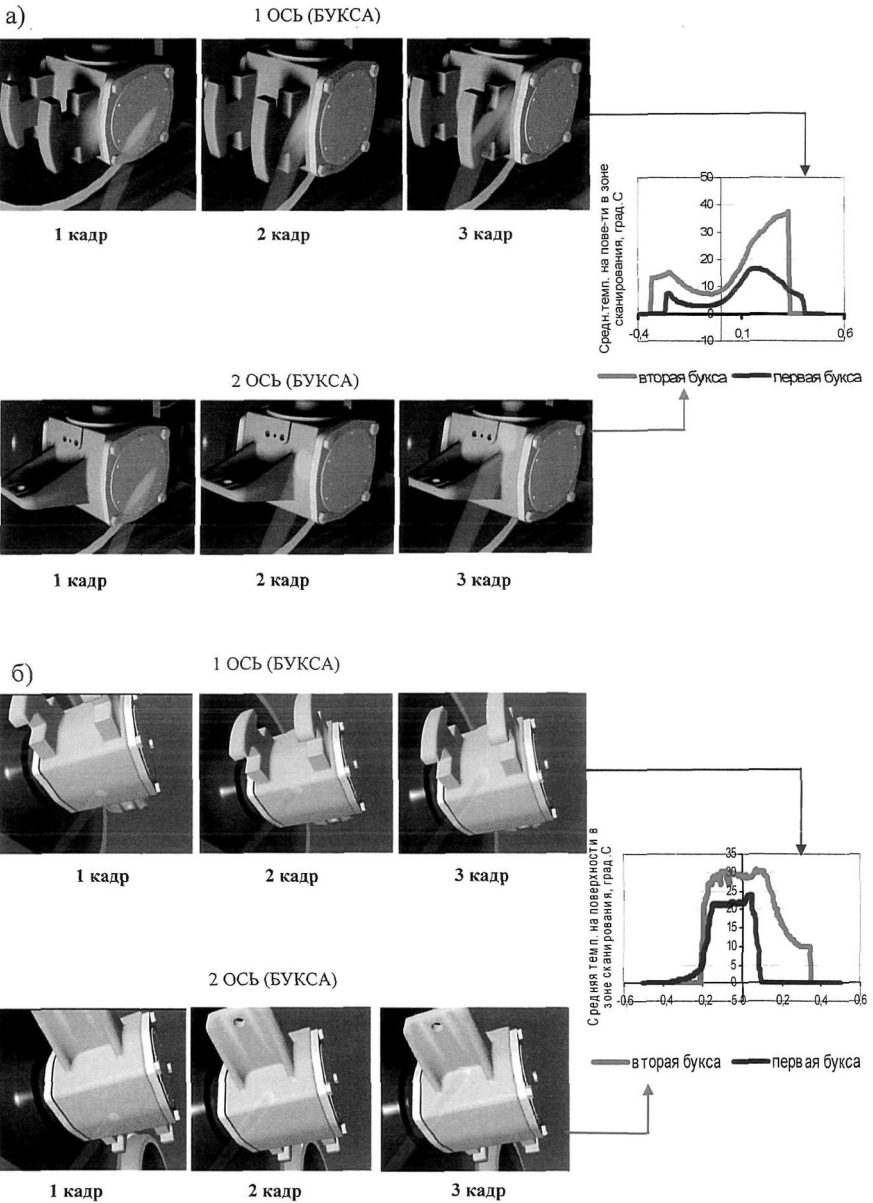 а)
1 ОСЬ (БУКСА)
1 кадр
2 кадр
3 кадр
Средн.темп. на пове-ти в зоне
сканирования, град.С
50
40
30
20
10
0
-10
-0,4
0,1
0,6
вторая букса
первая букса
2 ОСЬ (БУКСА)
1 кадр
2 кадр
3 кадр
б)
1 ОСЬ (БУКСА)
1 кадр
2 кадр
3 кадр
Средняя темп. на поверхности в
зоне сканирования, град.С
35
30
25
20
15
10
5
0
-0,6
-0,4
-0,2
-5 0
0,2
0,4
0,6
вторая букса
первая букса
2 ОСЬ (БУКСА)
1 кадр
2 кадр
3 кадр